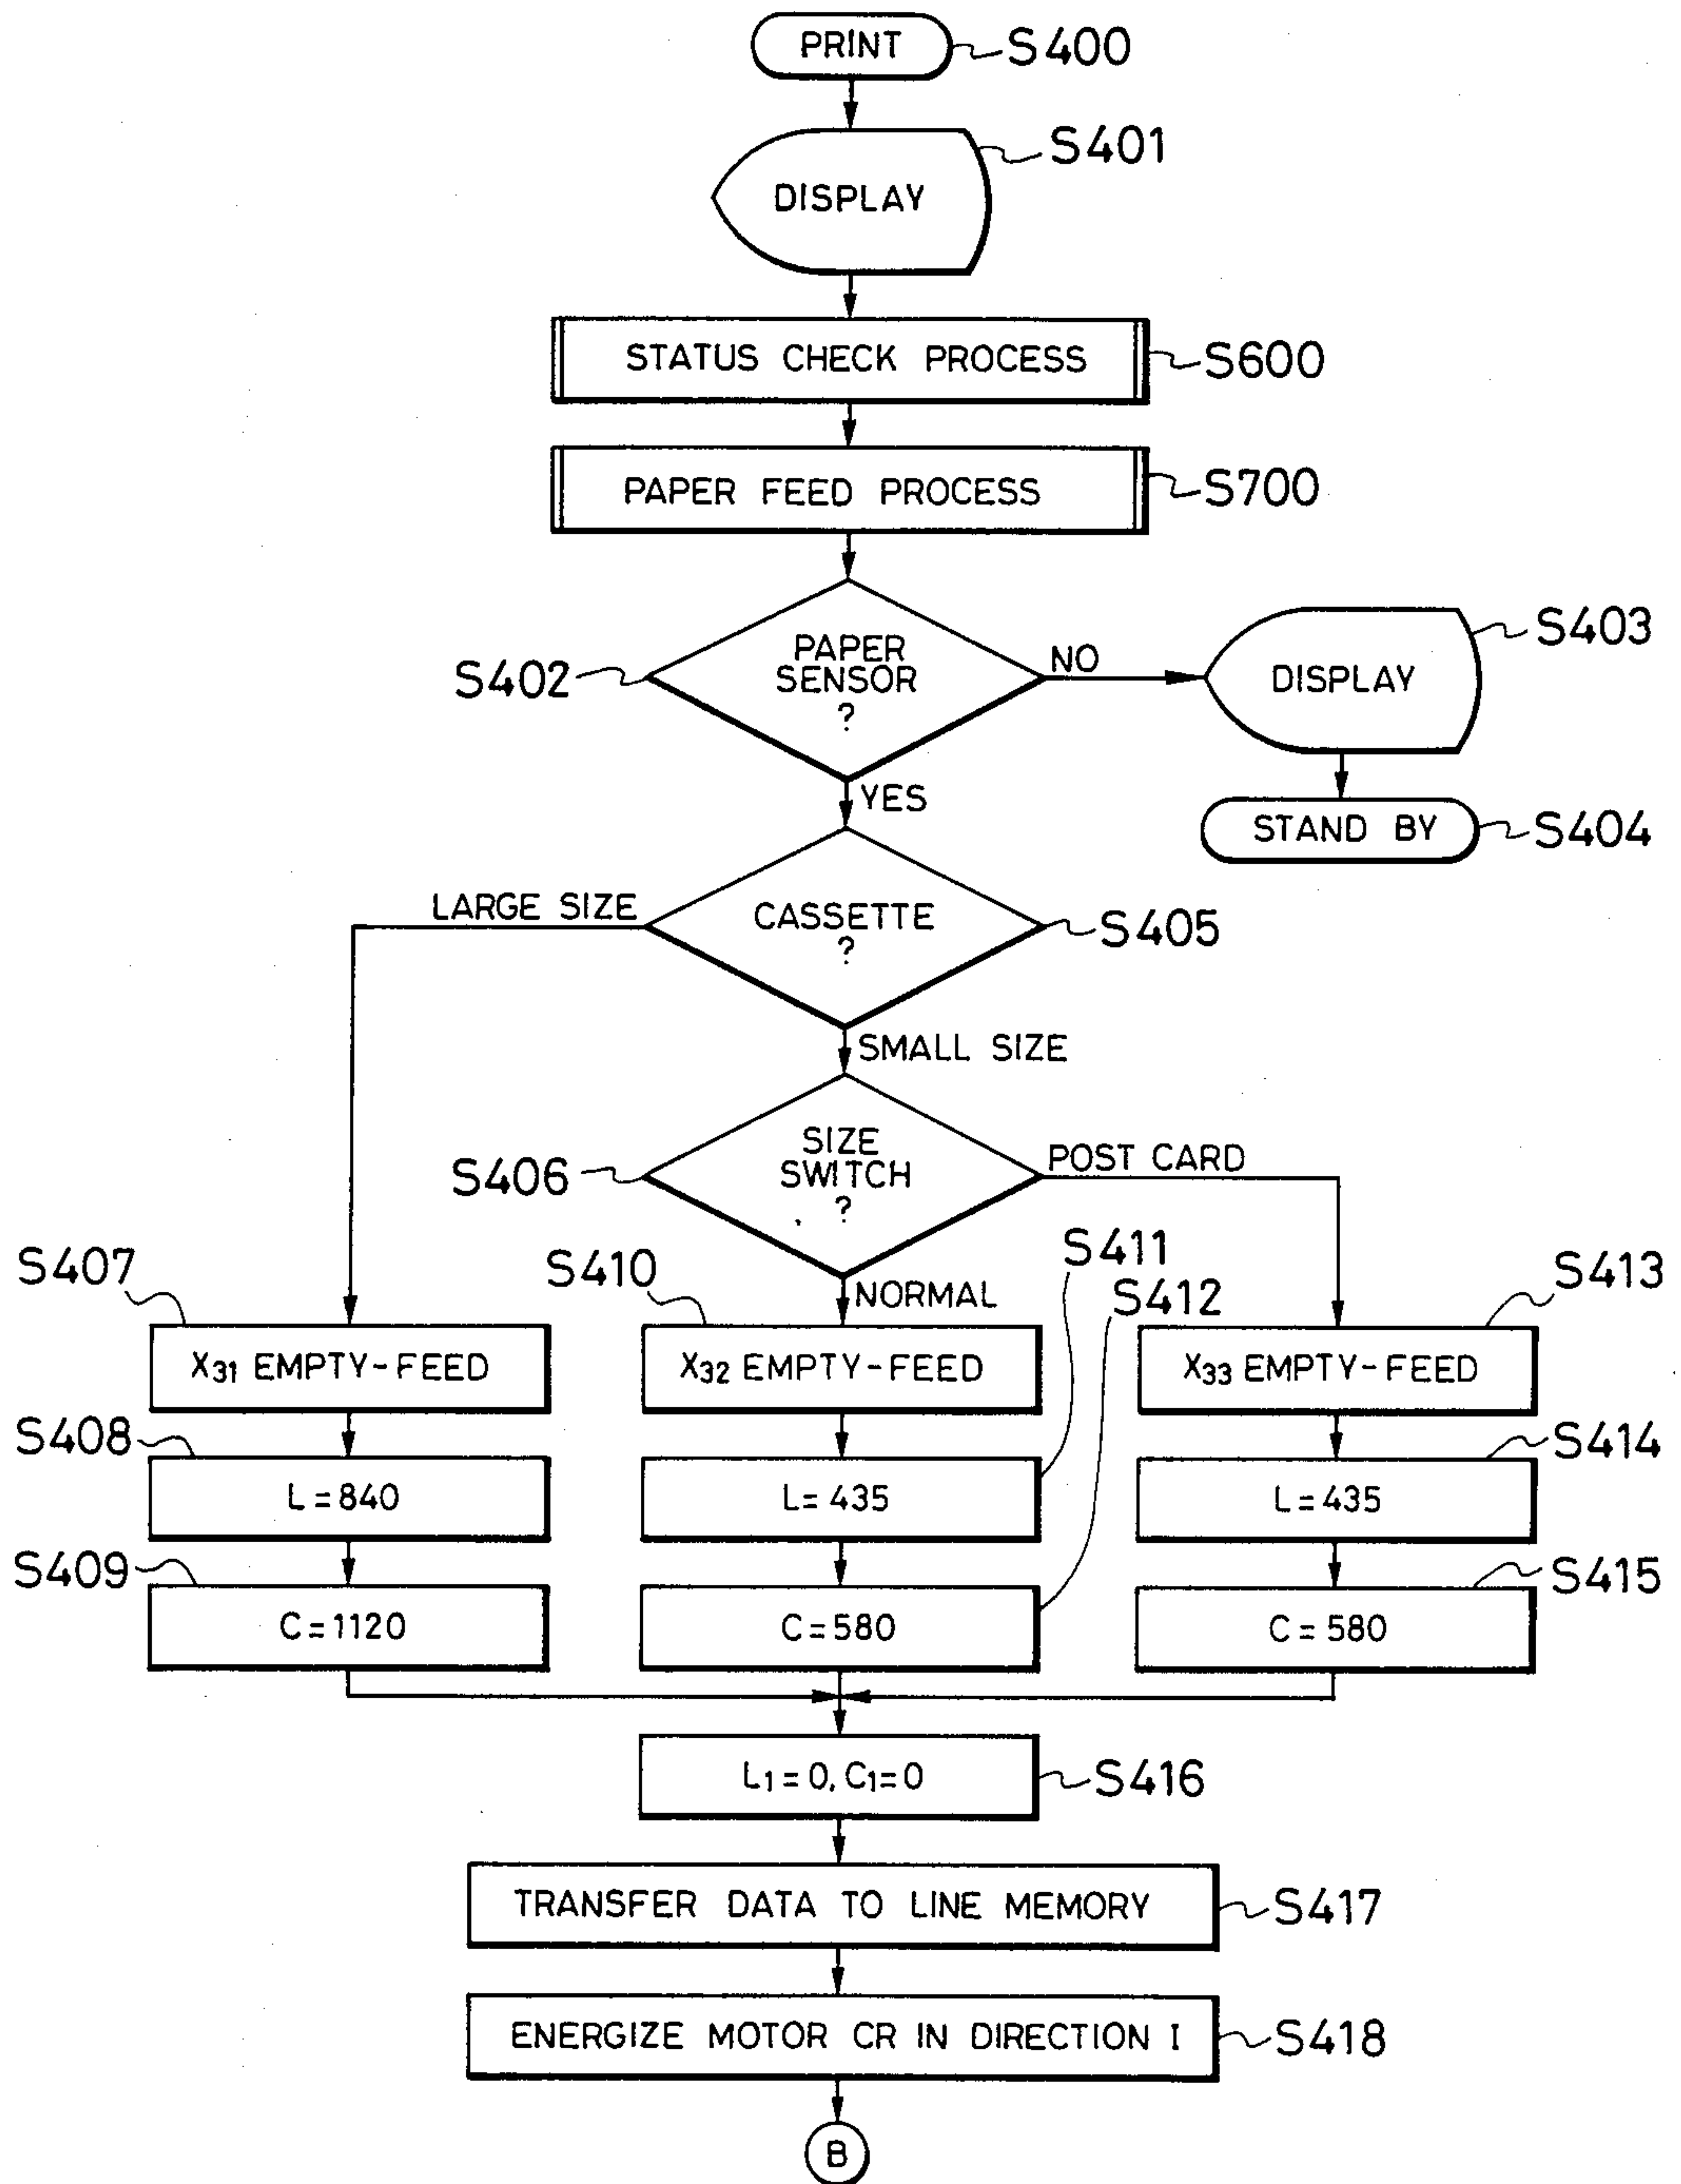 PRINT
S400
S401
DISPLAY
STATUS CHECK PROCESS
S600
PAPER FEED PROCESS
S700
S402
PAPER
SENSOR
?
NO
S403
DISPLAY
YES
STAND BY
S404
LARGE SIZE
CASSETTE
?
S405
SMALL SIZE
S406
SIZE
SWITCH
?
POST CARD
NORMAL
S407
X31 EMPTY-FEED
S408
L=840
S409
C=1120
S410
X32 EMPTY-FEED
S411
L=435
S412
C=580
S413
X33 EMPTY-FEED
S414
L=435
S415
C=580
L1=0, C1=0
S416
TRANSFER DATA TO LINE MEMORY
S417
ENERGIZE MOTOR CR IN DIRECTION I
S418
B